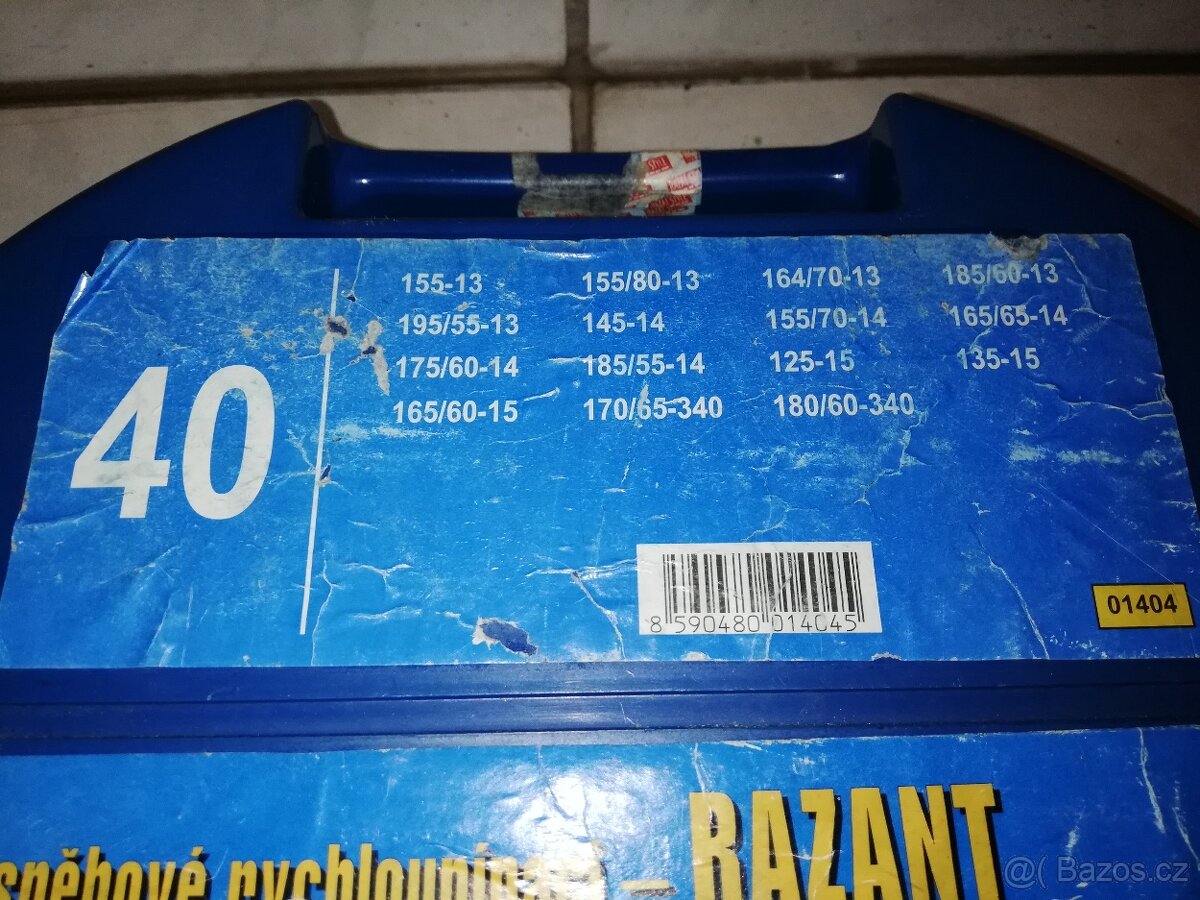 155-13 155/80-13 164/70-13 185/60-13
195/55-13 145-14 155/70-14 165/65-14
175/60-14 185/55-14 125-15 135-15
165/60-15 170/65-340 180/60-340
40
8 590480 014045
01404
sněhové – RAZANT
@( Bazos.cz